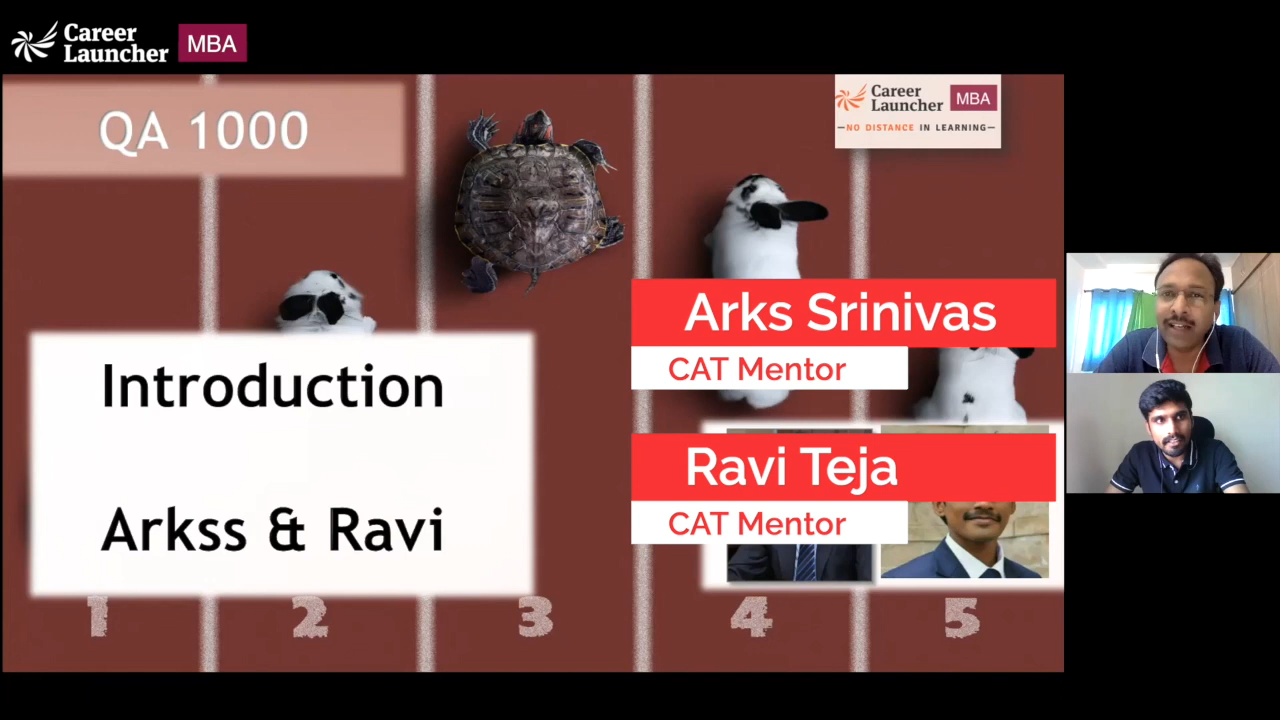 Career
Launcher
MBA
QA 1000
Career
Launcher
MBA
NO DISTANCE IN LEARNING
Introduction
Arkss & Ravi
Arks Srinivas
CAT Mentor
Ravi Teja
CAT Mentor
1 2 3 4 5